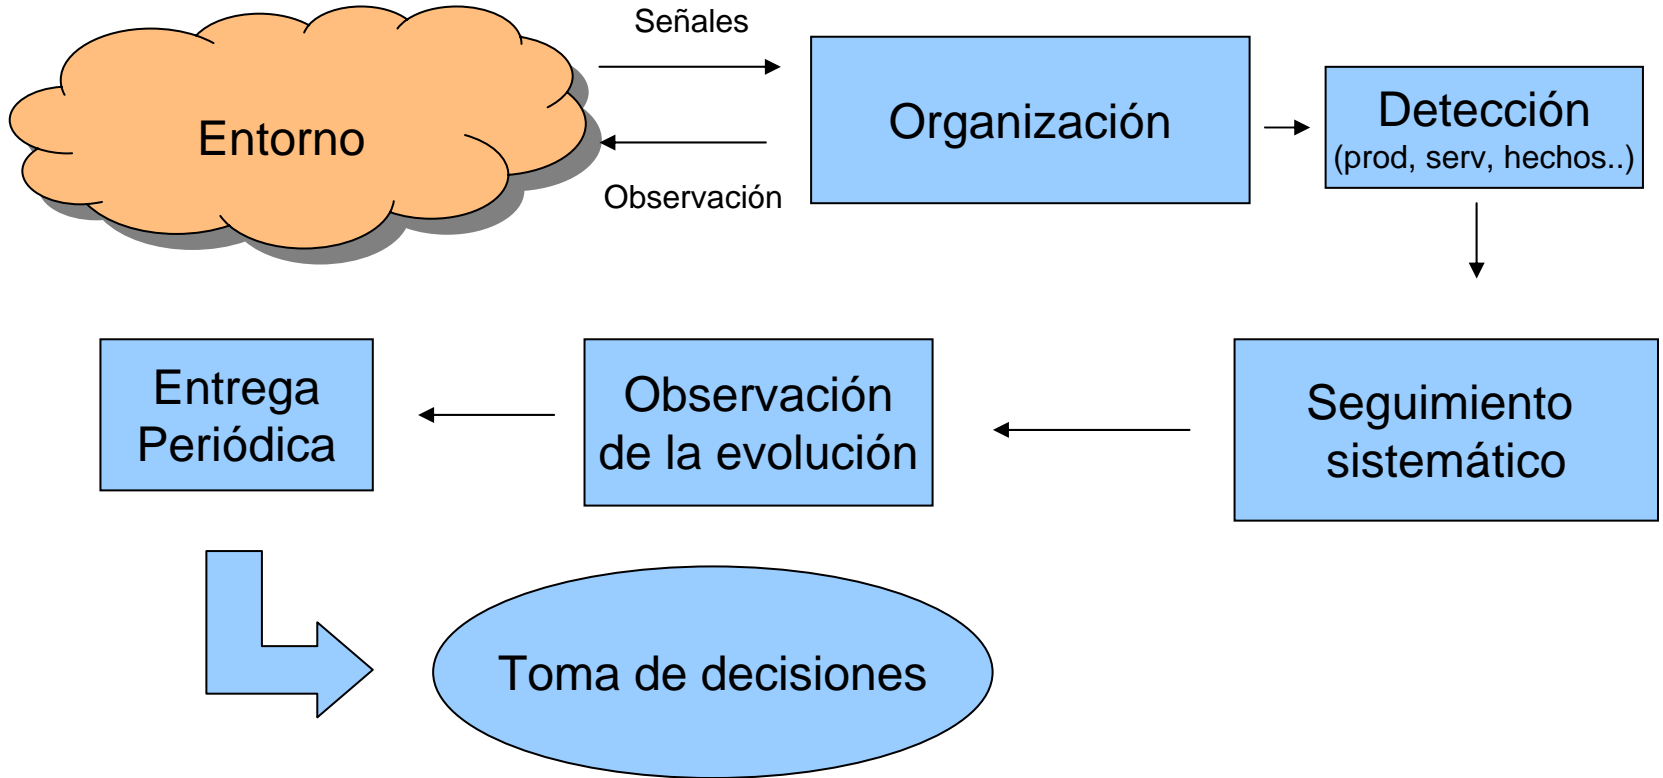 Señales
Entorno
Observación
Organización
Detección
(prod, serv, hechos..)
Entrega
Periódica
Observación
de la evolución
Seguimiento
sistemático
Toma de decisiones